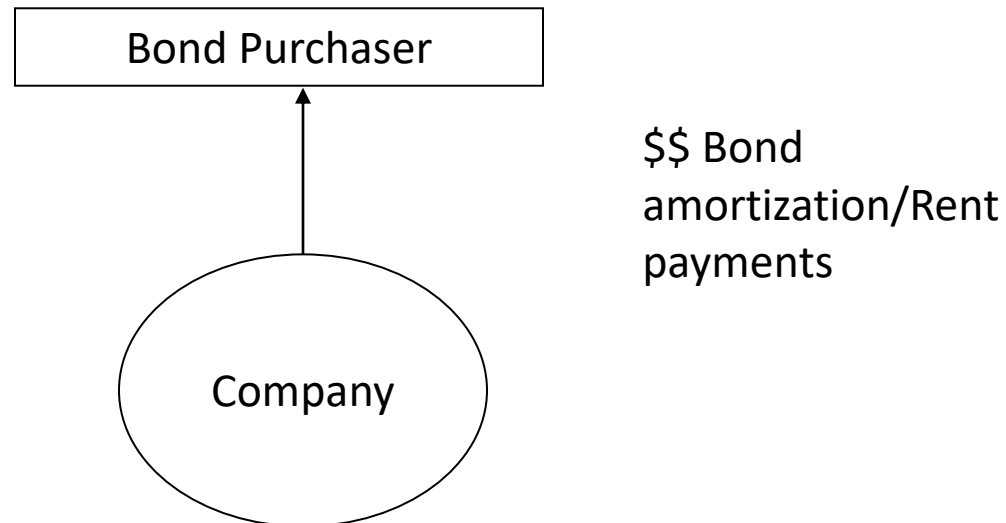 Bond Purchaser
$$ Bond
amortization/Rent
payments
Company